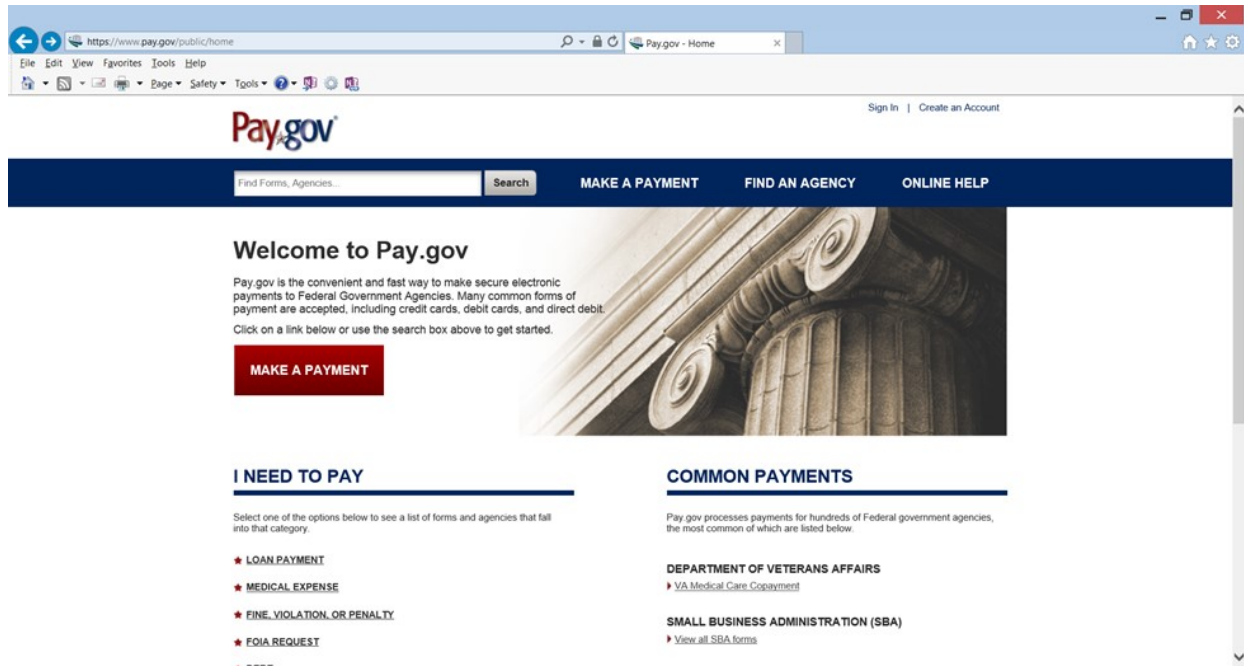 https://www.pay.gov/public/home
Pay.gov - Home
File Edit View Favorites Tools Help
Page Safety Tools
Sign In | Create an Account
Pay.gov
Find Forms, Agencies...
Search
MAKE A PAYMENT
FIND AN AGENCY
ONLINE HELP
Welcome to Pay.gov
Pay.gov is the convenient and fast way to make secure electronic
payments to Federal Government Agencies. Many common forms of
payment are accepted, including credit cards, debit cards, and direct debit.
Click on a link below or use the search box above to get started.
MAKE A PAYMENT
I NEED TO PAY
Select one of the options below to see a list of forms and agencies that fall
into that category.
LOAN PAYMENT
MEDICAL EXPENSE
FINE, VIOLATION, OR PENALTY
FOIA REQUEST
COMMON PAYMENTS
Pay.gov processes payments for hundreds of Federal government agencies,
the most common of which are listed below.
DEPARTMENT OF VETERANS AFFAIRS
VA Medical Care Copayment
SMALL BUSINESS ADMINISTRATION (SBA)
View all SBA forms